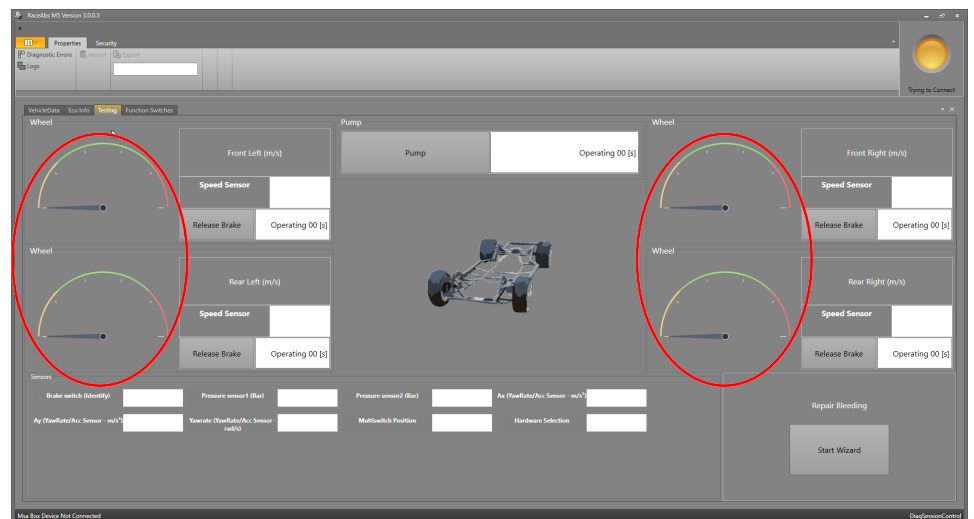 RaceAbs M5 Version 3.0.0.3
Properties Security
Diagnostic Errors Import Export
Logs
Trying to Connect
VehicleData Ecu Info Testing Function Switches
Wheel Pump Wheel
Front Left (m/s) Pump Operating 00 [s] Front Right (m/s)
Speed Sensor Speed Sensor
Release Brake Operating 00 [s] Release Brake Operating 00 [s]
Wheel Wheel
Rear Left (m/s) Rear Right (m/s)
Speed Sensor Speed Sensor
Release Brake Operating 00 [s] Release Brake Operating 00 [s]
Sensors
Brake switch (Identify) Pressure sensor1 (Bar) Pressure sensor2 (Bar) Ax (YawRate/Acc Sensor - m/s²)
Ay (YawRate/Acc Sensor - m/s²) Yawrate (YawRate/Acc Sensor - rad/s) Multiswitch Position Hardware Selection
Repair Bleeding
Start Wizard
Msa Box Device Not Connected DiaqSessionControl